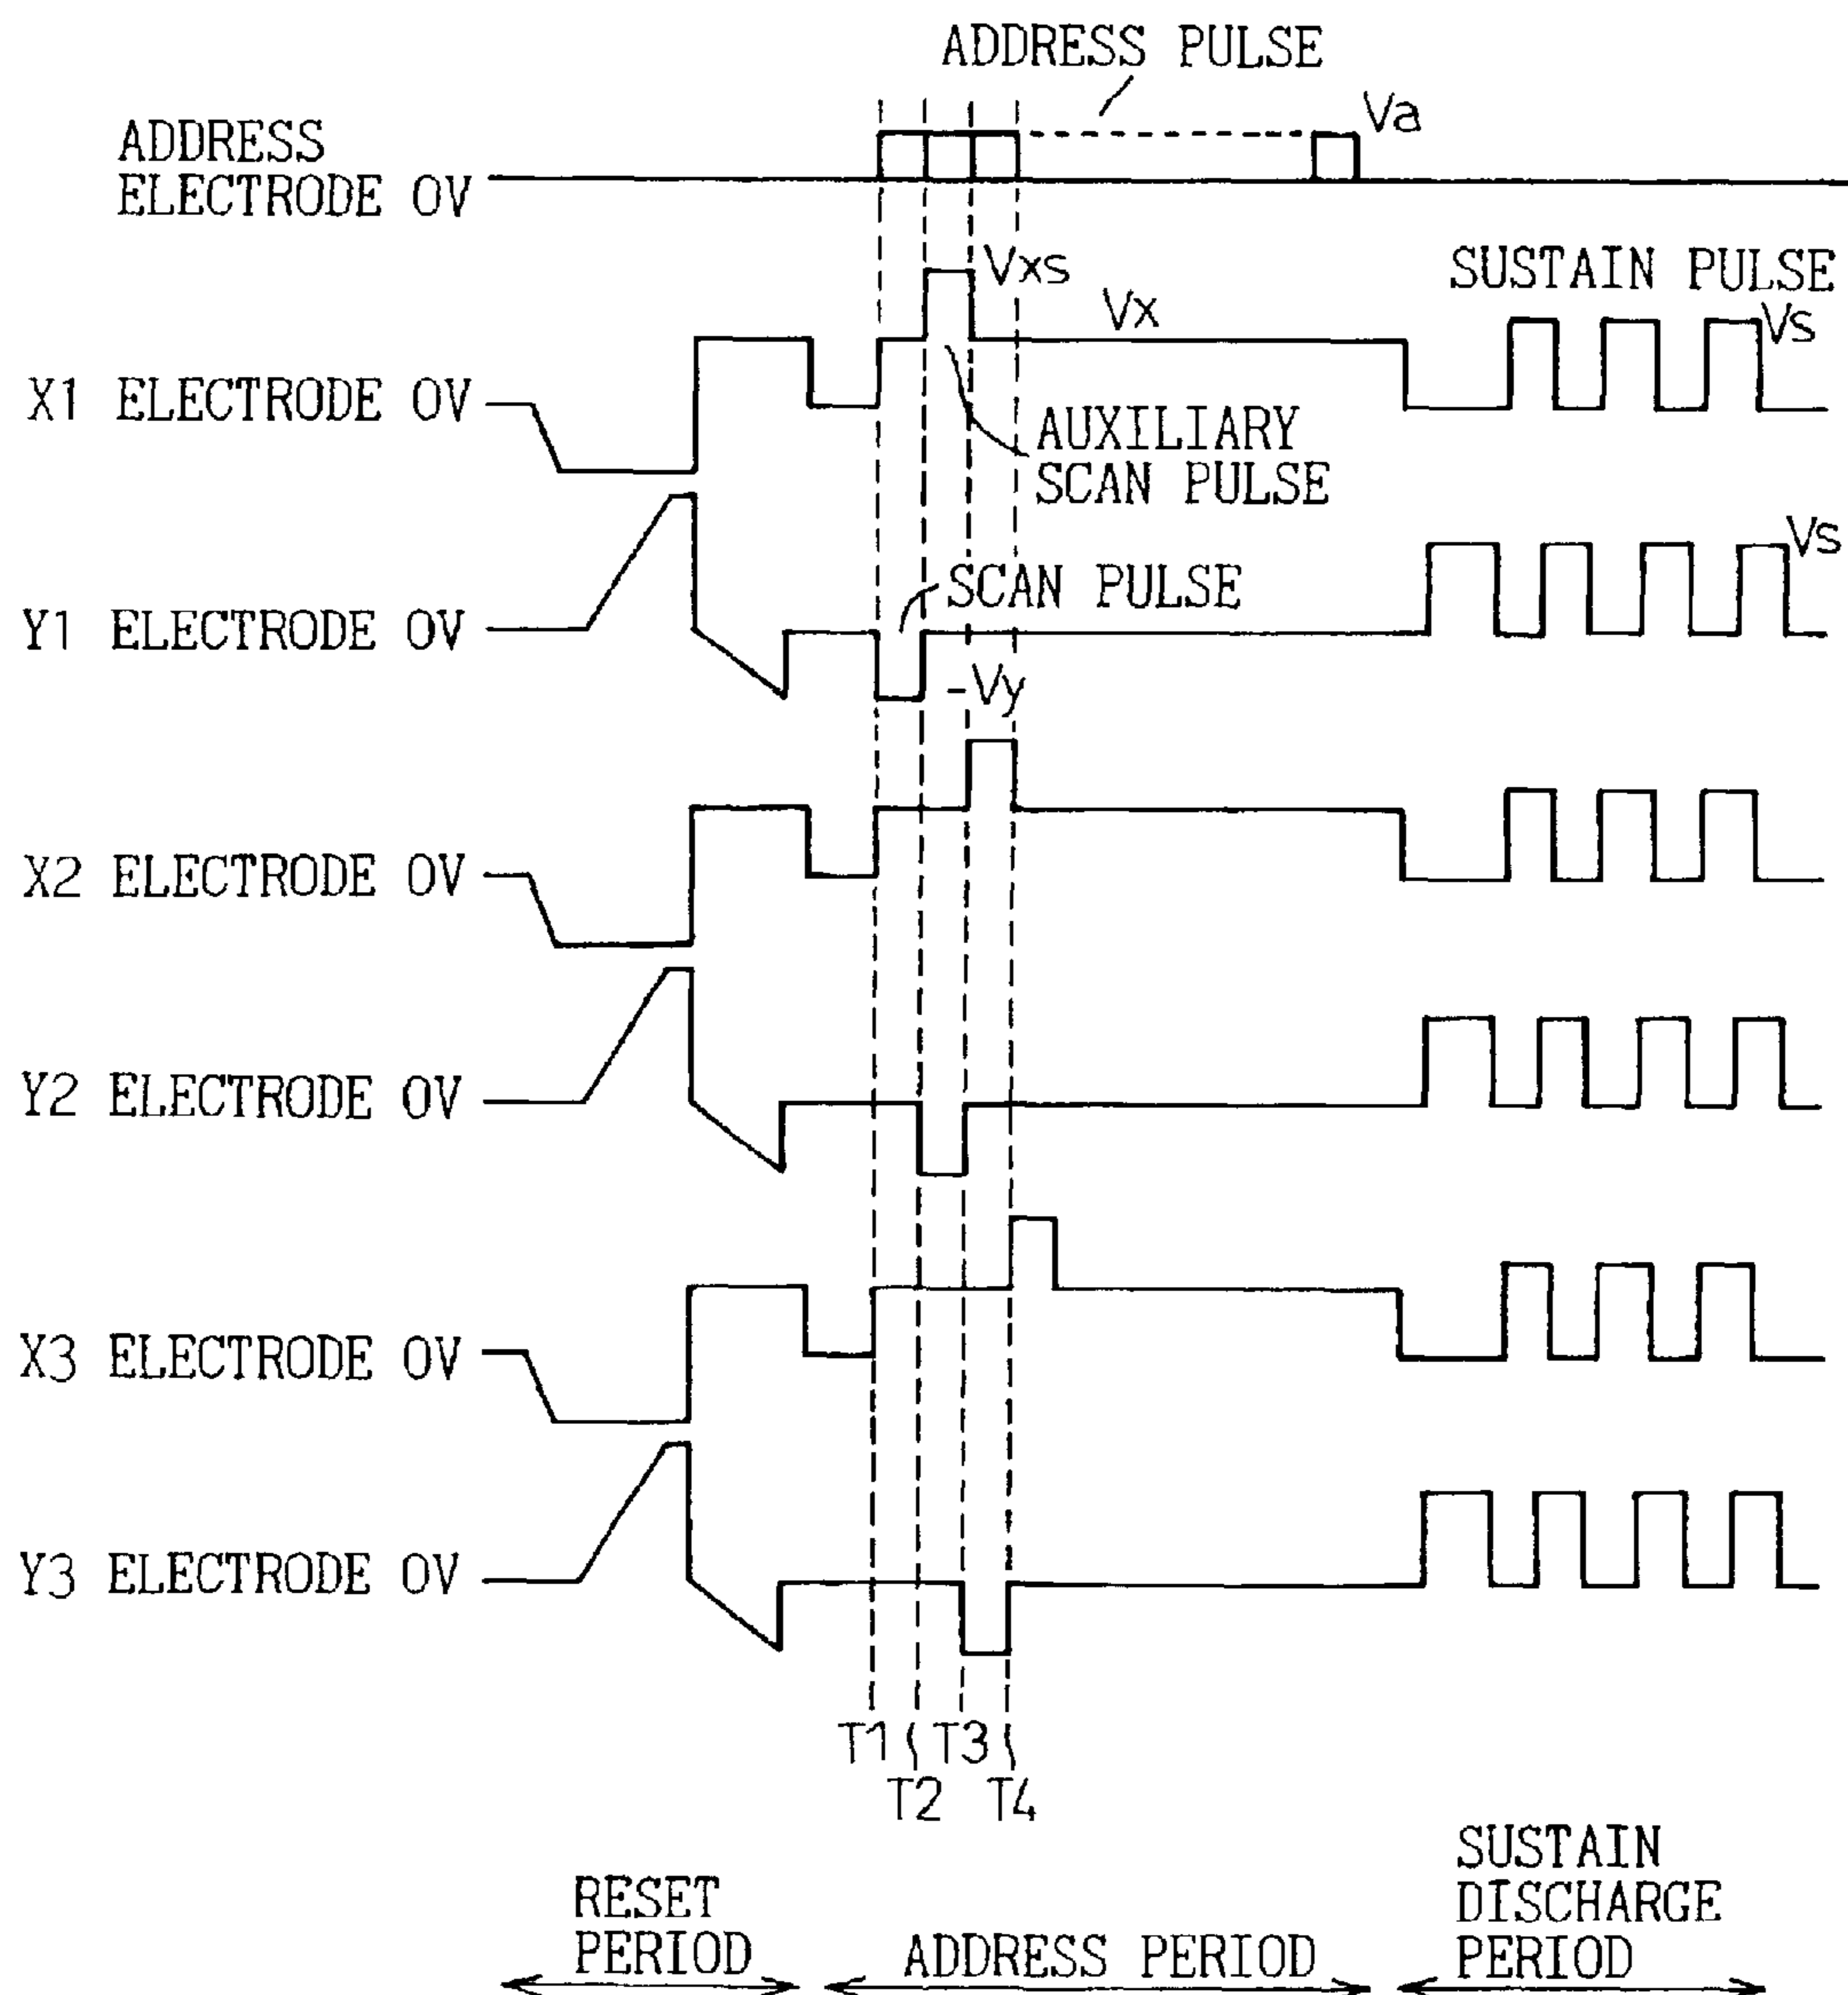 ADDRESS PULSE
Va
ADDRESS
ELECTRODE 0V
Vxs
Vx
SUSTAIN PULSE
Vs
X1 ELECTRODE 0V
AUXILIARY
SCAN PULSE
Vs
SCAN PULSE
Y1 ELECTRODE 0V
-Vy
X2 ELECTRODE 0V
Y2 ELECTRODE 0V
X3 ELECTRODE 0V
Y3 ELECTRODE 0V
T1 T3
T2 T4
RESET
PERIOD
ADDRESS PERIOD
SUSTAIN
DISCHARGE
PERIOD